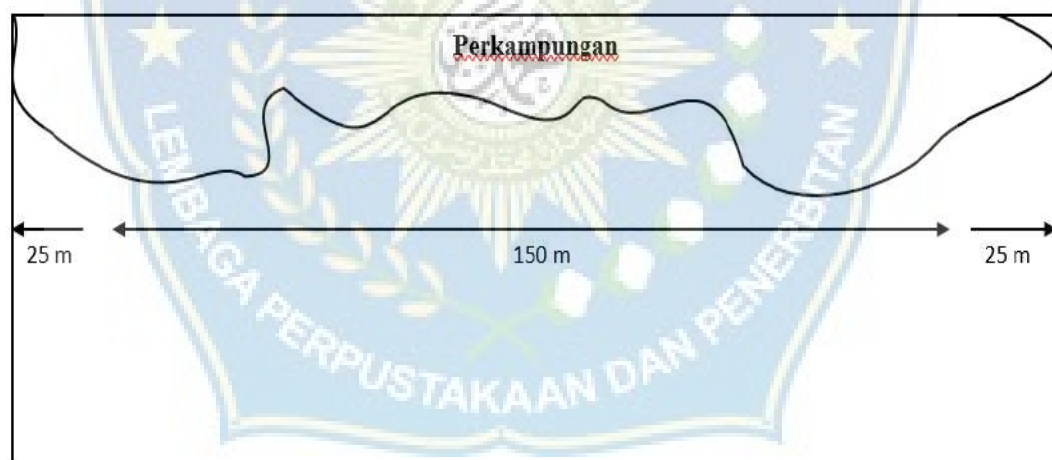 Perkampungan
25 m
150 m
25 m
LEMBAGA PERPUSTAKAAN DAN PENERBITAN